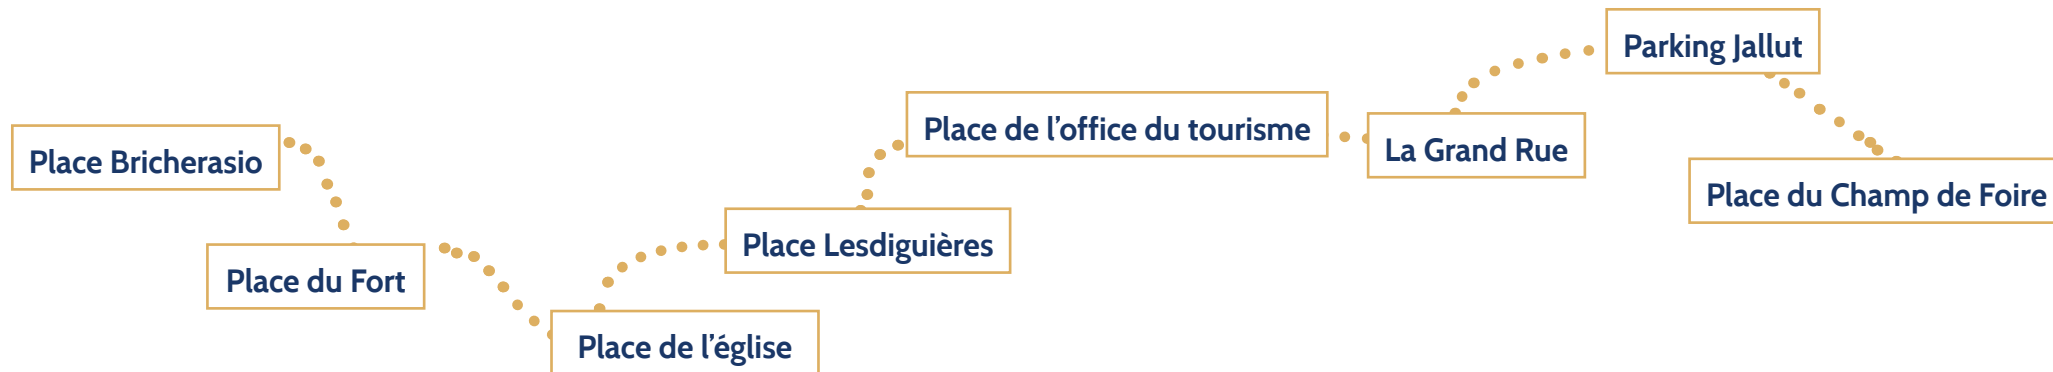 Place Bricherasio
Place du Fort
Place de l’église
Place Lesdiguières
Place de l’office du tourisme
La Grand Rue
Parking Jallut
Place du Champ de Foire